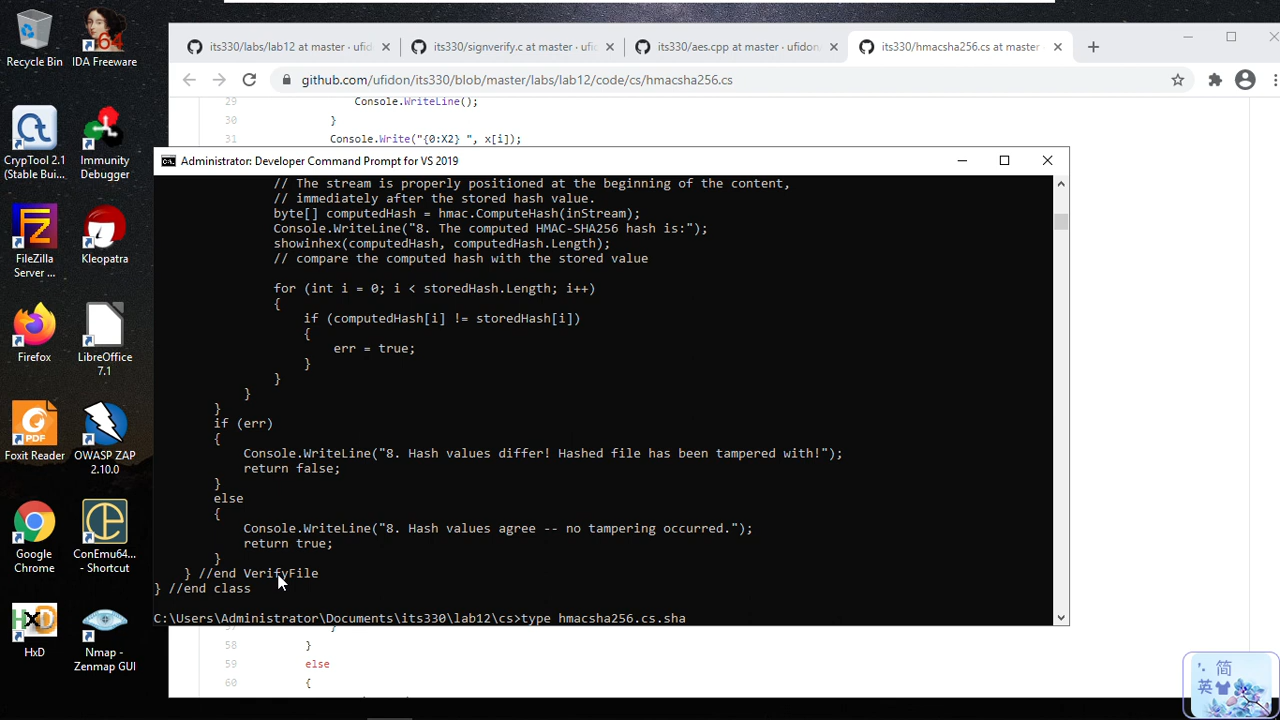 Recycle Bin
IDA Freeware
64
CrypTool 2.1
(Stable Bui...
Immunity
Debugger
FileZilla
Server ...
Kleopatra
Firefox
LibreOffice
7.1
PDF
Foxit Reader
OWASP ZAP
2.10.0
Google
Chrome
ConEmu64...
- Shortcut
HxD
HxD
Nmap -
Zenmap GUI
its330/labs/lab12 at master · ufid
its330/signverify.c at master · ufi
its330/aes.cpp at master · ufidon
its330/hmacsha256.cs at master
github.com/ufidon/its330/blob/master/labs/lab12/code/cs/hmacsha256.cs
29 Console.WriteLine();
30 }
31 Console.Write("{0:X2} ", x[i]);
Administrator: Developer Command Prompt for VS 2019
// The stream is properly positioned at the beginning of the content,
// immediately after the stored hash value.
byte[] computedHash = hmac.ComputeHash(inStream);
Console.WriteLine("8. The computed HMAC-SHA256 hash is:");
showinhex(computedHash, computedHash.Length);
// compare the computed hash with the stored value
for (int i = 0; i < storedHash.Length; i++)
{
if (computedHash[i] != storedHash[i])
{
err = true;
}
}
}
}
if (err)
{
Console.WriteLine("8. Hash values differ! Hashed file has been tampered with!");
return false;
}
else
{
Console.WriteLine("8. Hash values agree -- no tampering occurred.");
return true;
}
} //end VerifyFile
} //end class
C:\Users\Administrator\Documents\its330\lab12\cs>type hmacsha256.cs.sha
58 }
59 else
60 {
简
英